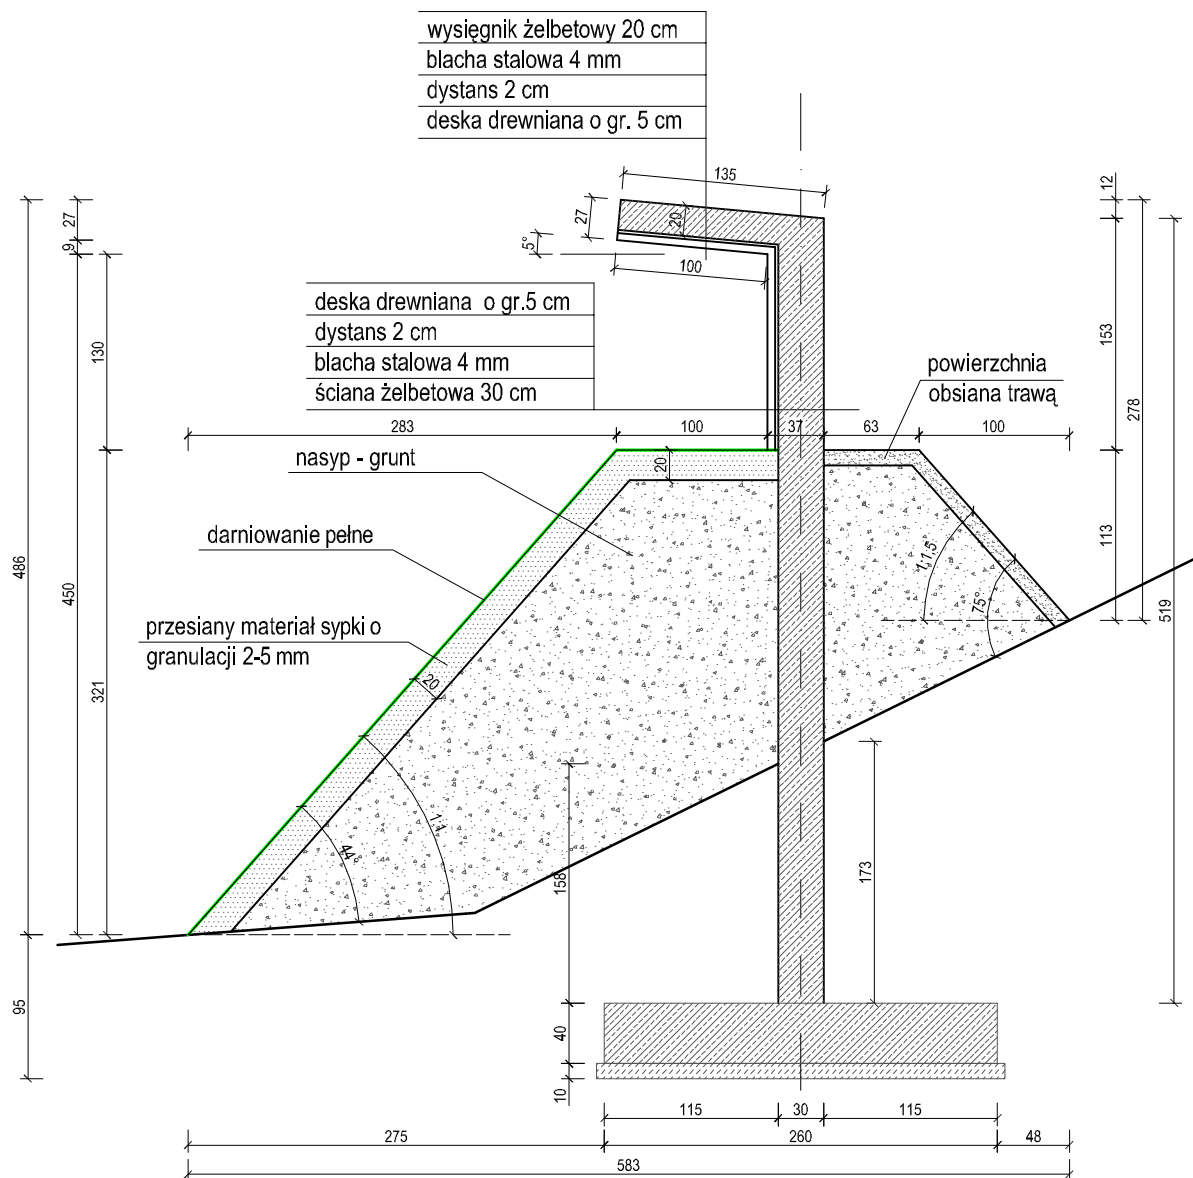 wysięgnik żelbetowy 20 cm
blacha stalowa 4 mm
dystans 2 cm
deska drewniana o gr. 5 cm
135
12
27
27
20
9
5°
100
deska drewniana o gr.5 cm
dystans 2 cm
blacha stalowa 4 mm
ściana żelbetowa 30 cm
130
153
powierzchnia
obsiana trawą
278
283
100
37
63
100
nasyp - grunt
20
darniowanie pełne
1:1,5
113
486
450
75°
519
przesiany materiał sypki o
granulacji 2-5 mm
20
321
1:1
44°
158
173
95
40
10
115
30
115
275
260
48
583